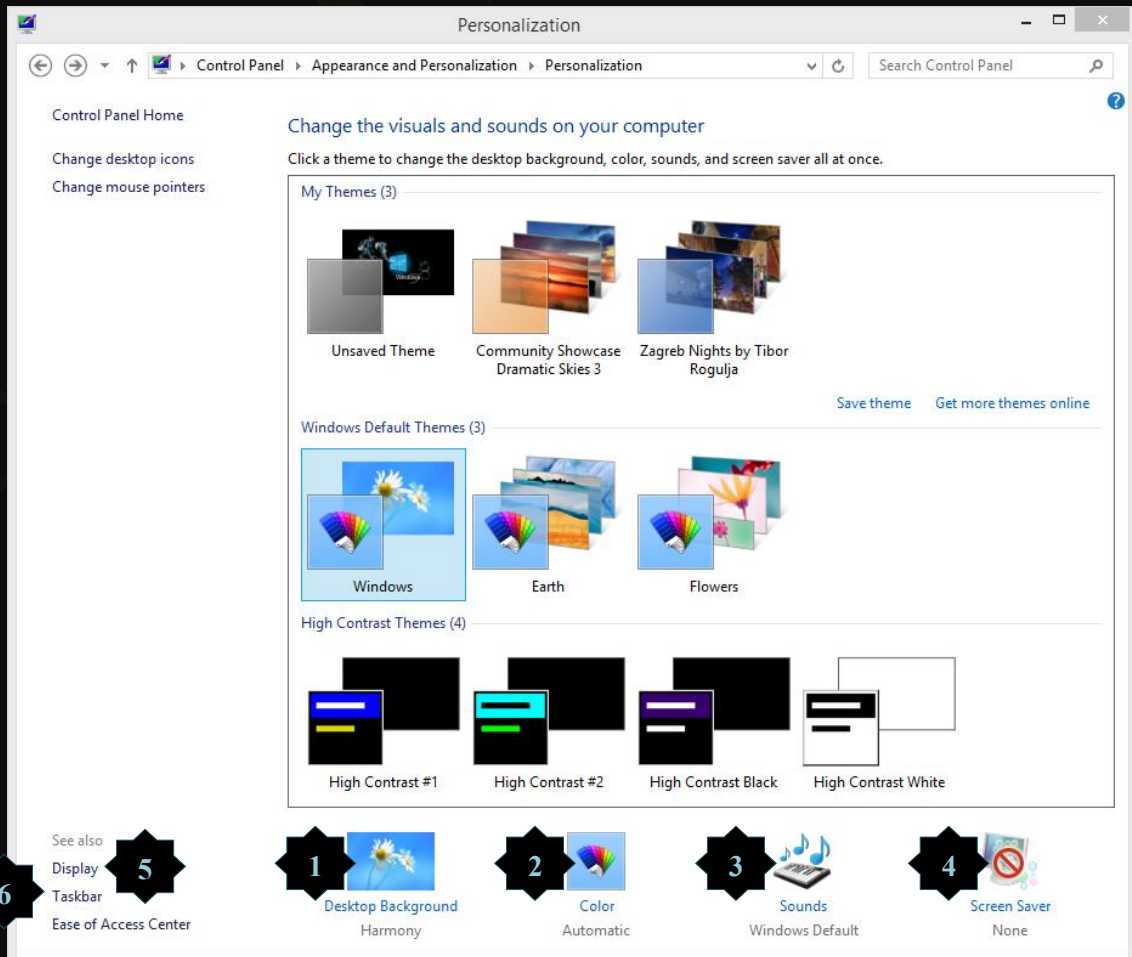 Personalization
Control Panel Appearance and Personalization Personalization
Search Control Panel
Control Panel Home
Change desktop icons
Change mouse pointers
Change the visuals and sounds on your computer
Click a theme to change the desktop background, color, sounds, and screen saver all at once.
My Themes (3)
Unsaved Theme
Community Showcase
Dramatic Skies 3
Zagreb Nights by Tibor
Rogulja
Save theme Get more themes online
Windows Default Themes (3)
Windows
Earth
Flowers
High Contrast Themes (4)
High Contrast #1
High Contrast #2
High Contrast Black
High Contrast White
See also
Display
5
6
Taskbar
Ease of Access Center
1
Desktop Background
Harmony
2
Color
Automatic
3
Sounds
Windows Default
4
Screen Saver
None